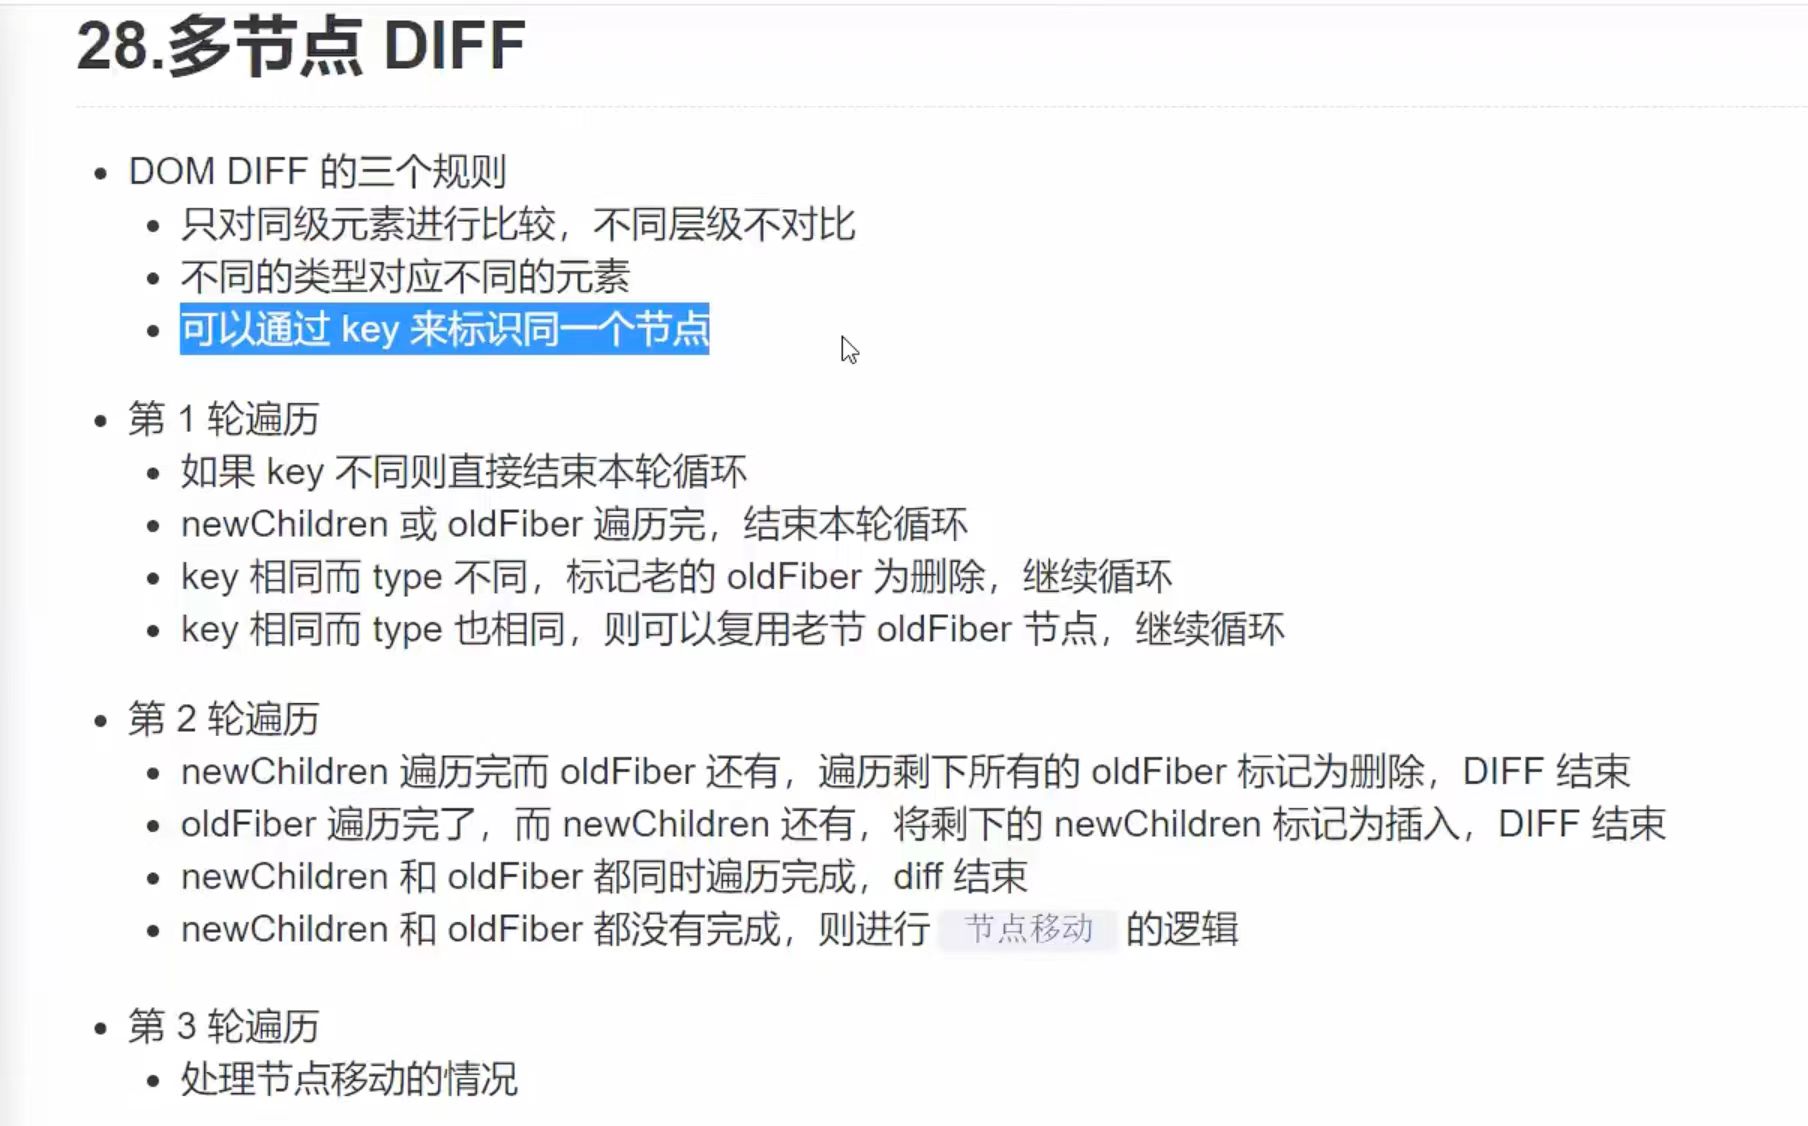 28.多节点 DIFF
DOM DIFF 的三个规则
只对同级元素进行比较，不同层级不对比
不同的类型对应不同的元素
可以通过 key 来标识同一个节点
第 1 轮遍历
如果 key 不同则直接结束本轮循环
newChildren 或 oldFiber 遍历完，结束本轮循环
key 相同而 type 不同，标记老的 oldFiber 为删除，继续循环
key 相同而 type 也相同，则可以复用老节 oldFiber 节点，继续循环
第 2 轮遍历
newChildren 遍历完而 oldFiber 还有，遍历剩下所有的 oldFiber 标记为删除，DIFF 结束
oldFiber 遍历完了，而 newChildren 还有，将剩下的 newChildren 标记为插入，DIFF 结束
newChildren 和 oldFiber 都同时遍历完成，diff 结束
newChildren 和 oldFiber 都没有完成，则进行 节点移动 的逻辑
第 3 轮遍历
处理节点移动的情况